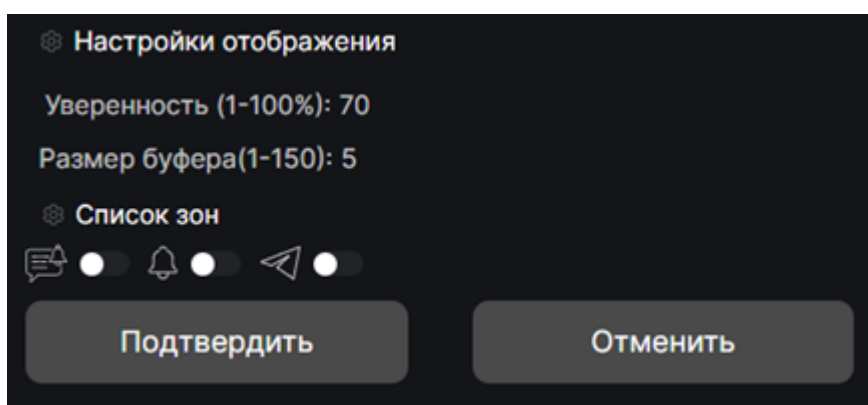 Настройки отображения
Уверенность (1-100%): 70
Размер буфера(1-150): 5
Список зон
Подтвердить Отменить